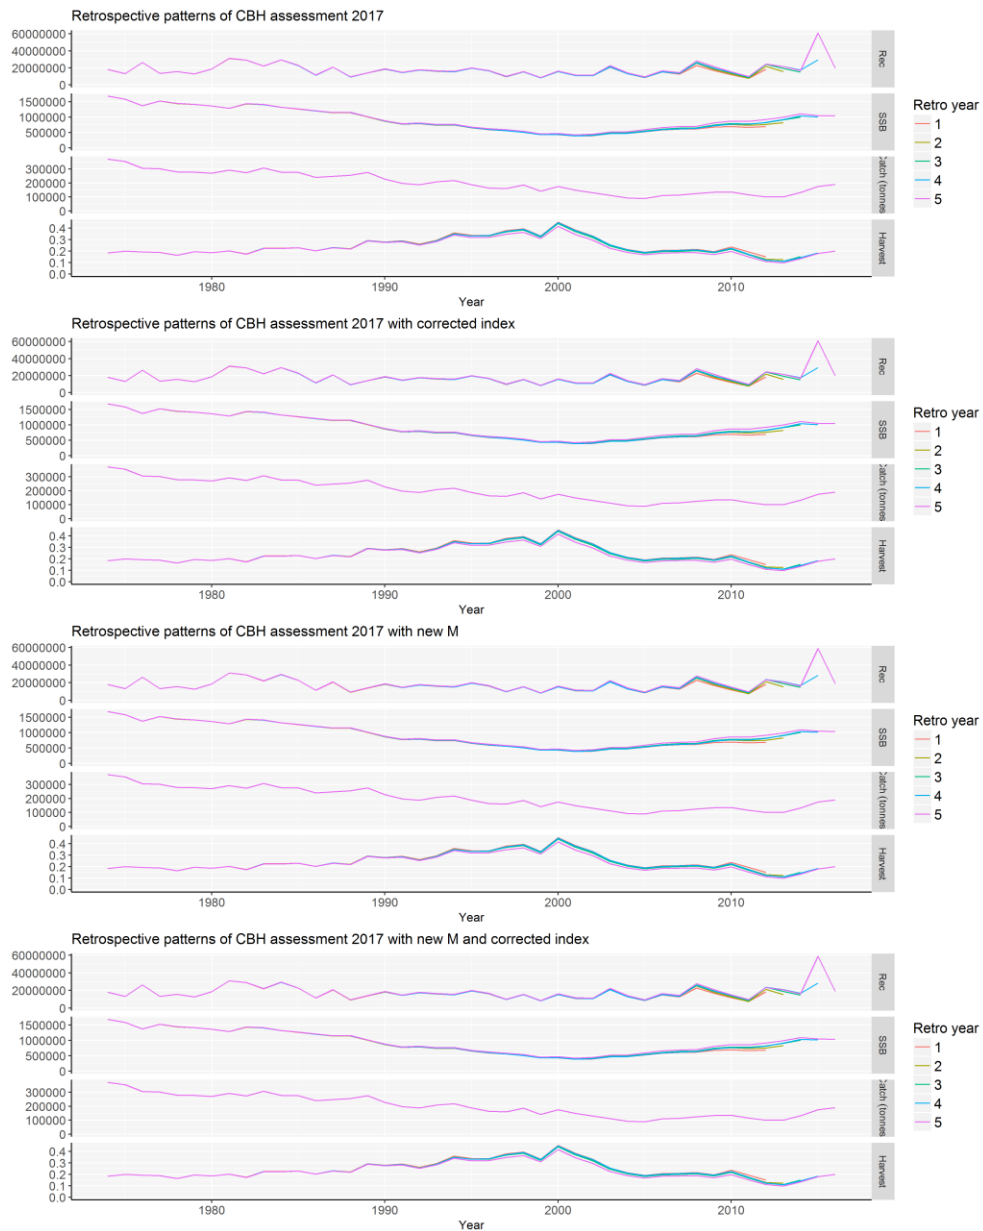 Retrospective patterns of CBH assessment 2017
60000000
40000000
20000000
0
Rec
1500000
1000000
500000
0
SSB
300000
200000
100000
0
Catch (tonnes
0.4
0.3
0.2
0.1
0.0
Harvest
1980 1990 2000 2010
Year
Retro year
1
2
3
4
5
Retrospective patterns of CBH assessment 2017 with corrected index
60000000
40000000
20000000
0
Rec
1500000
1000000
500000
0
SSB
300000
200000
100000
0
Catch (tonnes
0.4
0.3
0.2
0.1
0.0
Harvest
1980 1990 2000 2010
Year
Retro year
1
2
3
4
5
Retrospective patterns of CBH assessment 2017 with new M
60000000
40000000
20000000
0
Rec
1500000
1000000
500000
0
SSB
300000
200000
100000
0
Catch (tonnes
0.4
0.3
0.2
0.1
0.0
Harvest
1980 1990 2000 2010
Year
Retro year
1
2
3
4
5
Retrospective patterns of CBH assessment 2017 with new M and corrected index
60000000
40000000
20000000
0
Rec
1500000
1000000
500000
0
SSB
300000
200000
100000
0
Catch (tonnes
0.4
0.3
0.2
0.1
0.0
Harvest
1980 1990 2000 2010
Year
Retro year
1
2
3
4
5